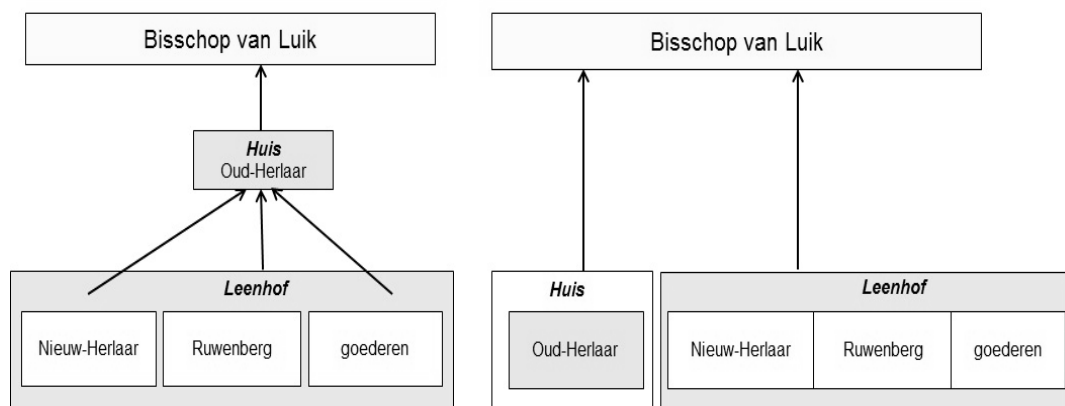 Bisschop van Luik
Huis
Oud-Herlaar
Leenhof
Nieuw-Herlaar
Ruwenberg
goederen
Bisschop van Luik
Huis
Oud-Herlaar
Leenhof
Nieuw-Herlaar
Ruwenberg
goederen